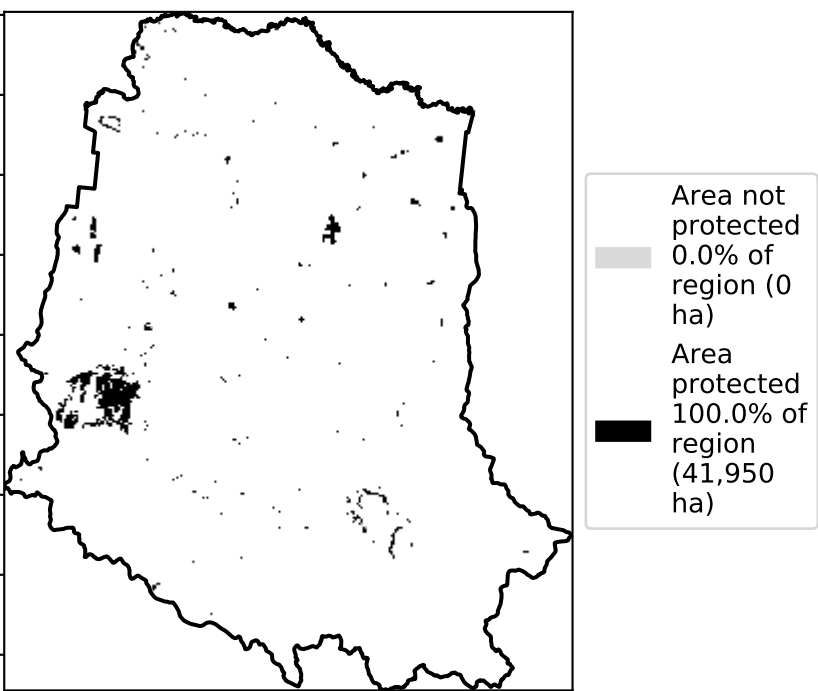 Area not
protected
0.0% of
region (0
ha)
Area
protected
100.0% of
region
(41,950
ha)